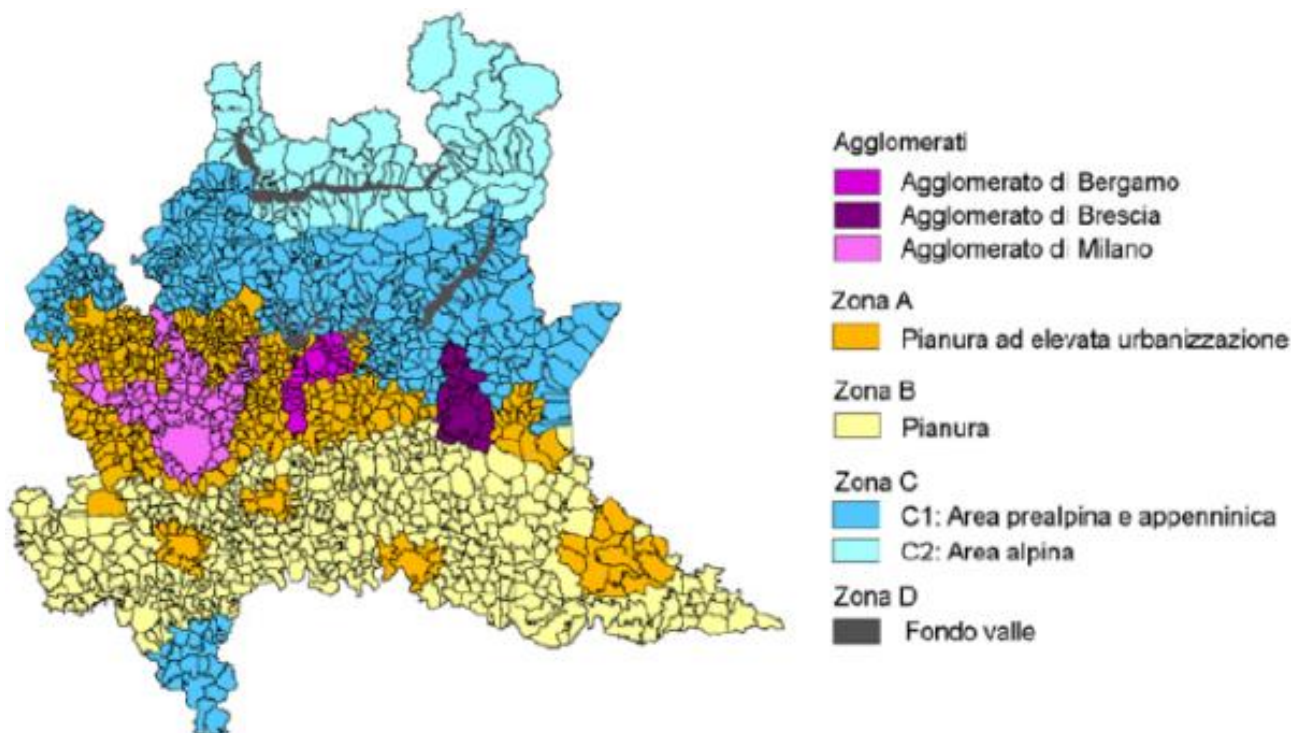 Agglomerati
Agglomerato di Bergamo
Agglomerato di Brescia
Agglomerato di Milano
Zona A
Pianura ad elevata urbanizzazione
Zona B
Pianura
Zona C
C1: Area prealpina e appenninica
C2: Area alpina
Zona D
Fondo valle